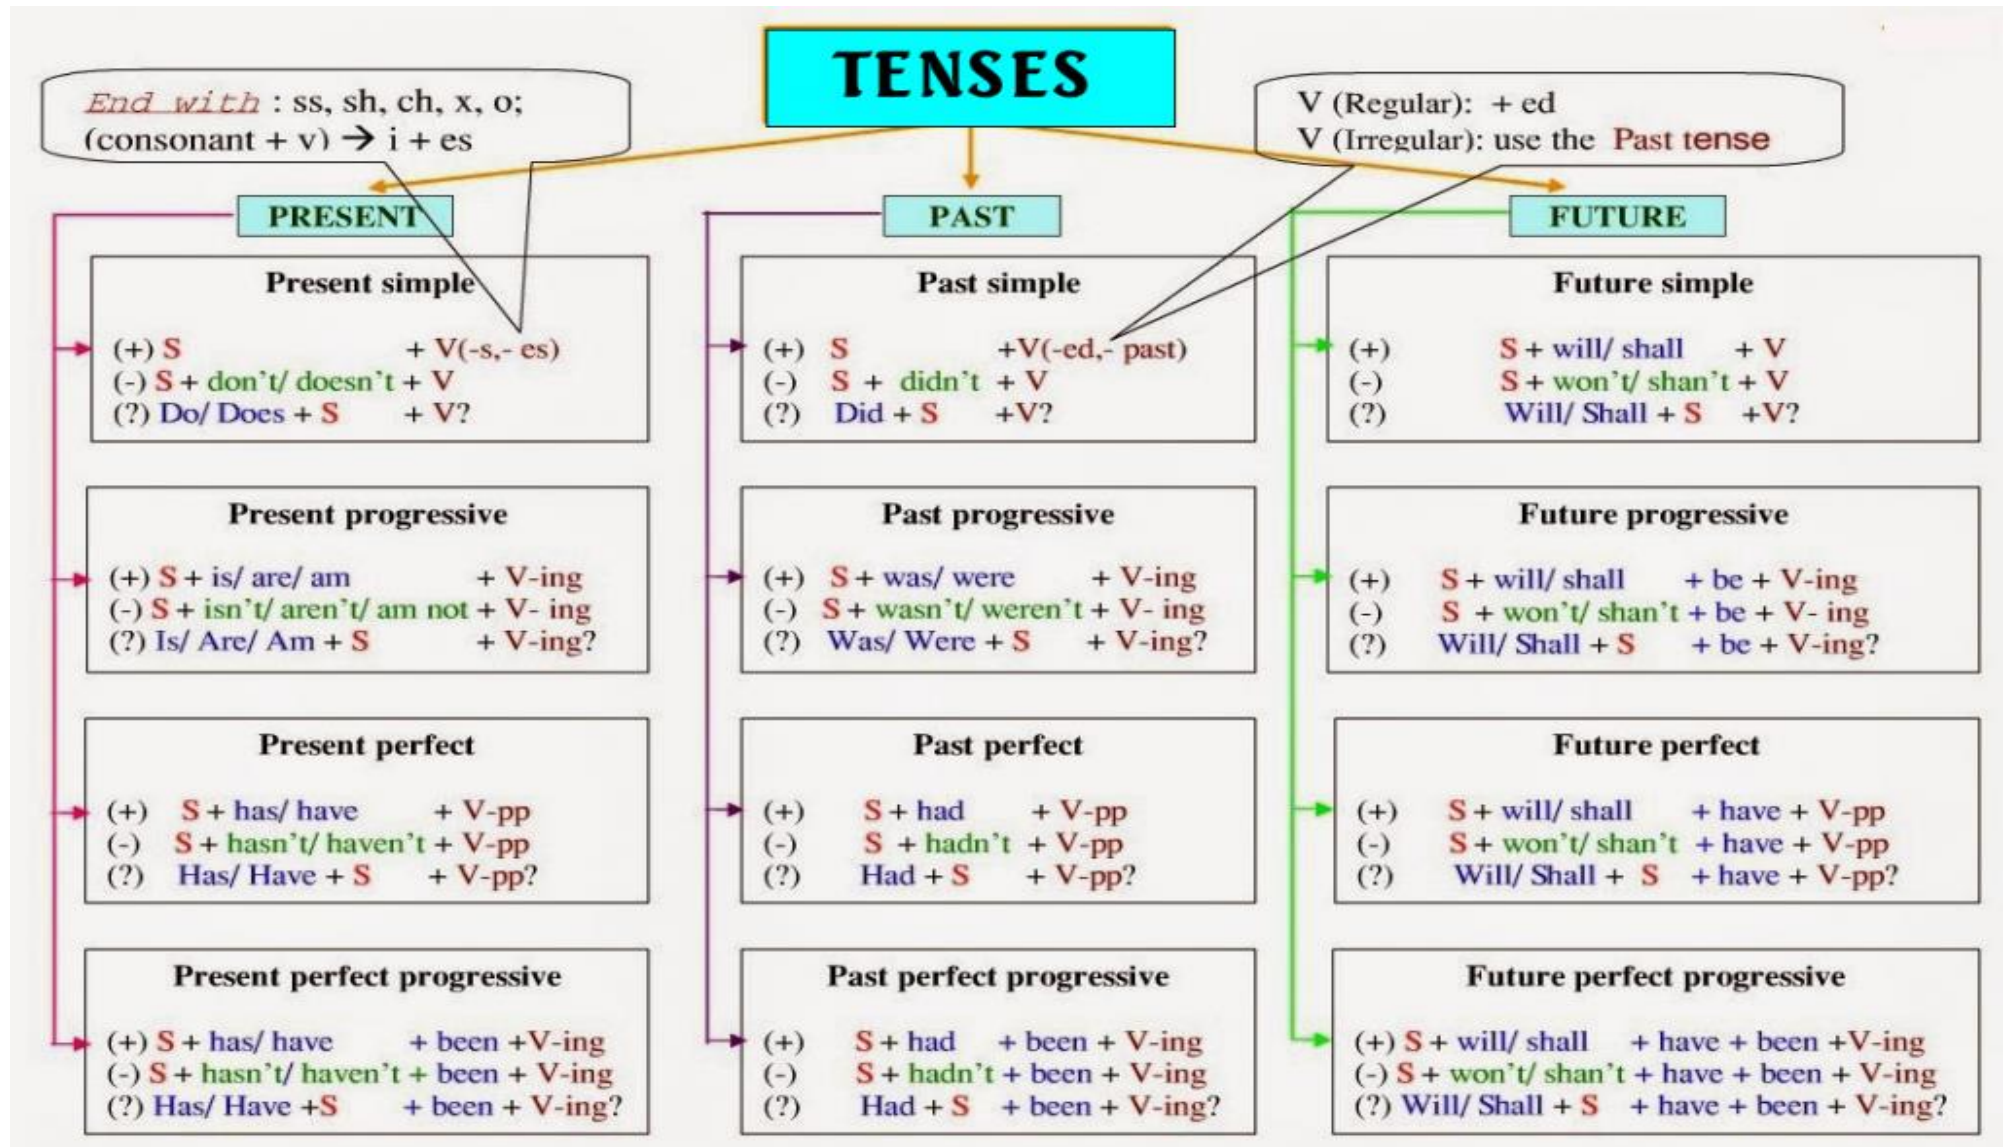 TENSES
End with : ss, sh, ch, x, o;
(consonant + y) → i + es
V (Regular): + ed
V (Irregular): use the Past tense
PRESENT
Present simple
(+) S + V(-s,- es)
(-) S + don't/ doesn't + V
(?) Do/ Does + S + V?
Present progressive
(+) S + is/ are/ am + V-ing
(-) S + isn't/ aren't/ am not + V- ing
(?) Is/ Are/ Am + S + V-ing?
Present perfect
(+) S + has/ have + V-pp
(-) S + hasn't/ haven't + V-pp
(?) Has/ Have + S + V-pp?
Present perfect progressive
(+) S + has/ have + been +V-ing
(-) S + hasn't/ haven't + been + V-ing
(?) Has/ Have +S + been + V-ing?
PAST
Past simple
(+) S +V(-ed,- past)
(-) S + didn't + V
(?) Did + S +V?
Past progressive
(+) S + was/ were + V-ing
(-) S + wasn't/ weren't + V- ing
(?) Was/ Were + S + V-ing?
Past perfect
(+) S + had + V-pp
(-) S + hadn't + V-pp
(?) Had + S + V-pp?
Past perfect progressive
(+) S + had + been + V-ing
(-) S + hadn't + been + V-ing
(?) Had + S + been + V-ing?
FUTURE
Future simple
(+) S + will/ shall + V
(-) S + won't/ shan't + V
(?) Will/ Shall + S +V?
Future progressive
(+) S + will/ shall + be + V-ing
(-) S + won't/ shan't + be + V- ing
(?) Will/ Shall + S + be + V-ing?
Future perfect
(+) S + will/ shall + have + V-pp
(-) S + won't/ shan't + have + V-pp
(?) Will/ Shall + S + have + V-pp?
Future perfect progressive
(+) S + will/ shall + have + been +V-ing
(-) S + won't/ shan't + have + been + V-ing
(?) Will/ Shall + S + have + been + V-ing?